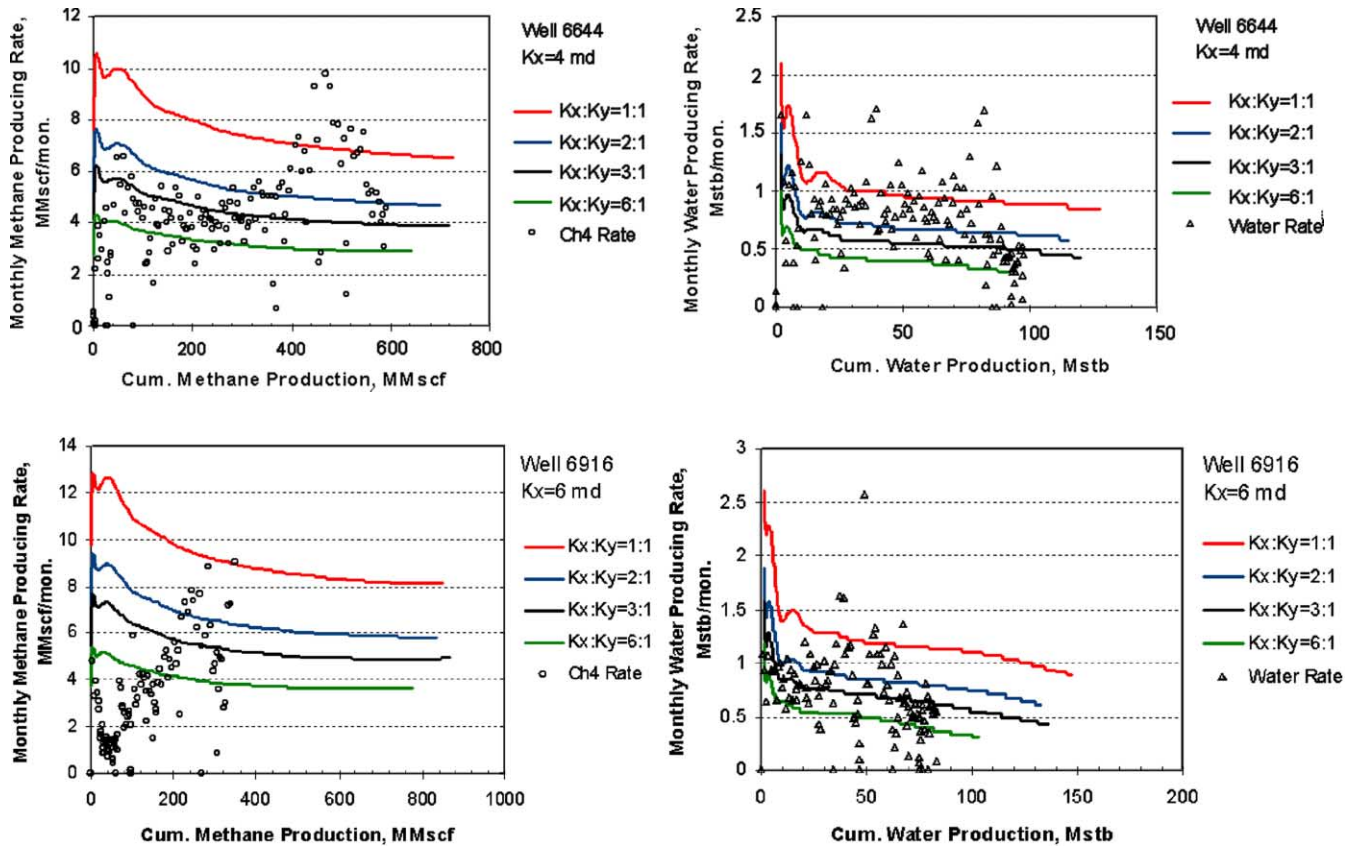 Monthly Methane Producing Rate,
MMscf/mon.
12
10
8
6
4
2
0
0
200
400
600
800
Cum. Methane Production, MMscf
Well 6644
Kx=4 md
Kx:Ky=1:1
Kx:Ky=2:1
Kx:Ky=3:1
Kx:Ky=6:1
Ch4 Rate
Monthly Water Producing Rate,
Mstb/mon.
2.5
2
1.5
1
0.5
0
0
50
100
150
Cum. Water Production, Mstb
Well 6644
Kx=4 md
Kx:Ky=1:1
Kx:Ky=2:1
Kx:Ky=3:1
Kx:Ky=6:1
Water Rate
Monthly Methane Producing Rate,
MMscf/mon.
14
12
10
8
6
4
2
0
0
200
400
600
800
1000
Cum. Methane Production, MMscf
Well 6916
Kx=6 md
Kx:Ky=1:1
Kx:Ky=2:1
Kx:Ky=3:1
Kx:Ky=6:1
Ch4 Rate
Monthly Water Producing Rate,
Mstb/mon.
3
2.5
2
1.5
1
0.5
0
0
50
100
150
200
Cum. Water Production, Mstb
Well 6916
Kx=6 md
Kx:Ky=1:1
Kx:Ky=2:1
Kx:Ky=3:1
Kx:Ky=6:1
Water Rate